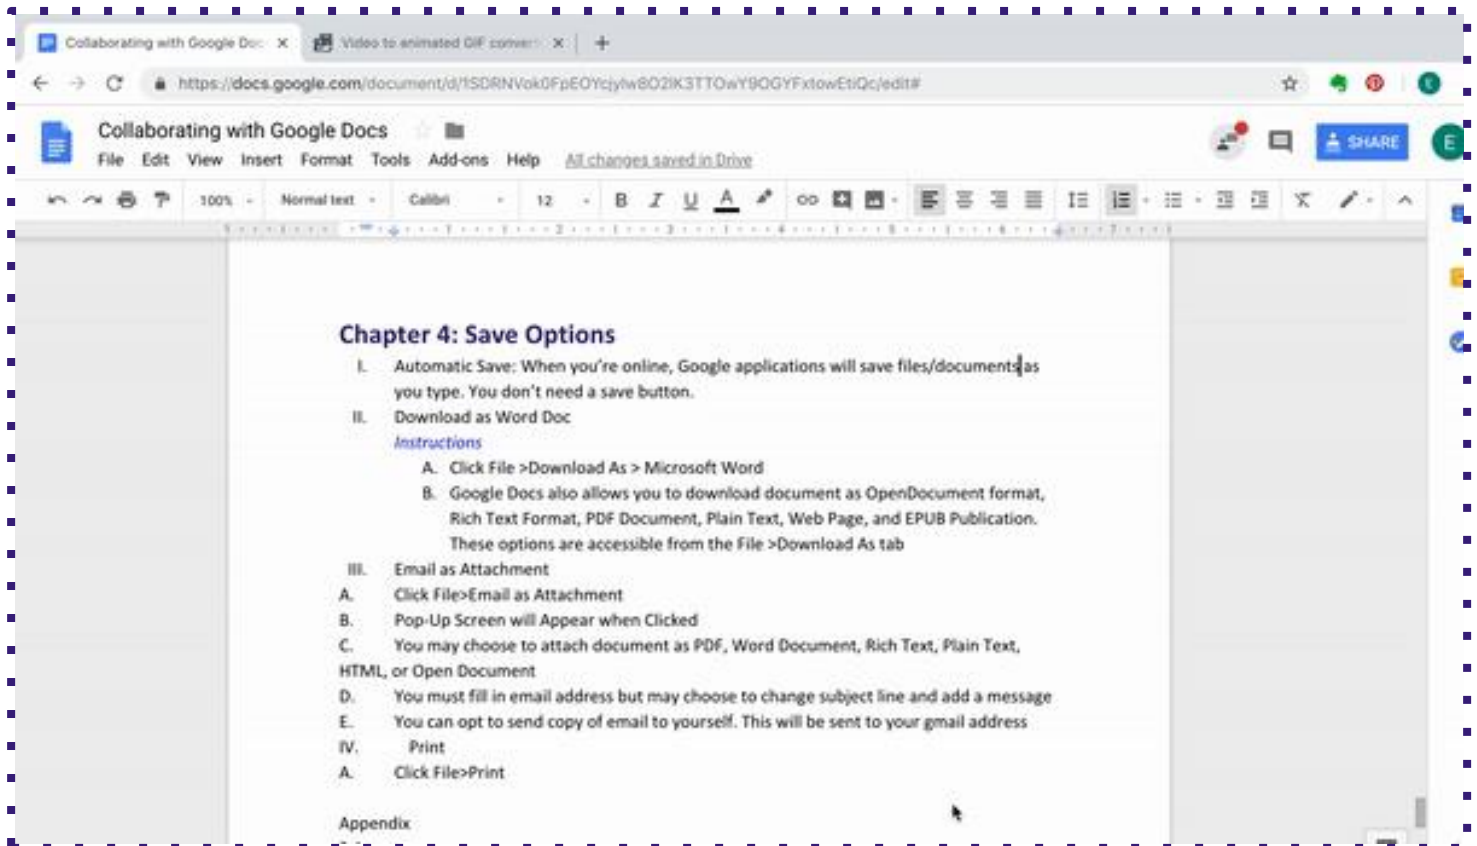 Collaborating with Google Doc
Video to animated GIF convert
Collaborating with Google Docs
File Edit View Insert Format Tools Add-ons Help All changes saved in Drive
SHARE
E
100% Normal text Calibri 12 B I U A
Chapter 4: Save Options
I. Automatic Save: When you're online, Google applications will save files/documents as
you type. You don't need a save button.
II. Download as Word Doc
Instructions
A. Click File >Download As > Microsoft Word
B. Google Docs also allows you to download document as OpenDocument format,
Rich Text Format, PDF Document, Plain Text, Web Page, and EPUB Publication.
These options are accessible from the File >Download As tab
III. Email as Attachment
A. Click File>Email as Attachment
B. Pop-Up Screen will Appear when Clicked
C. You may choose to attach document as PDF, Word Document, Rich Text, Plain Text,
HTML, or Open Document
D. You must fill in email address but may choose to change subject line and add a message
E. You can opt to send copy of email to yourself. This will be sent to your gmail address
IV. Print
A. Click File>Print
Appendix